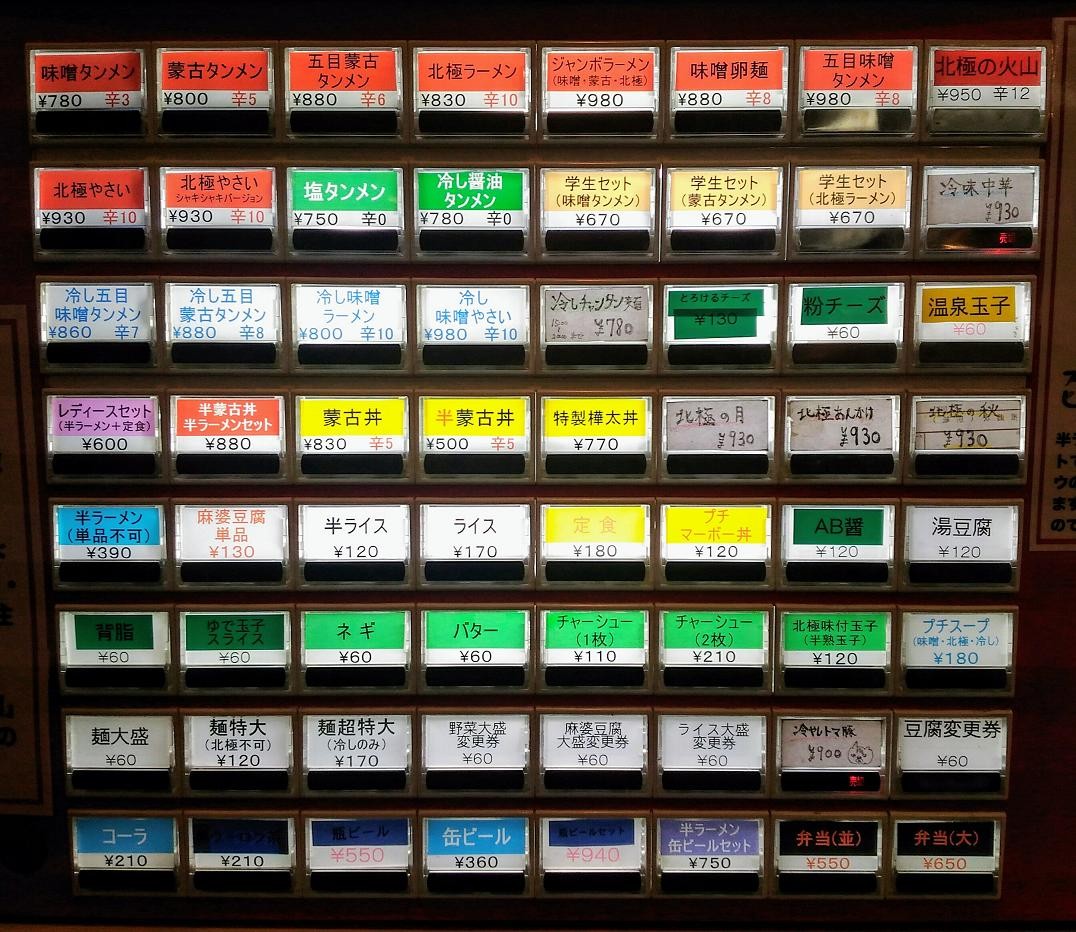 味噌タンメン
¥780 辛3
蒙古タンメン
¥800 辛5
五目蒙古
タンメン
¥880 辛6
北極ラーメン
¥830 辛10
ジャンボラーメン
(味噌・蒙古・北極)
¥980
味噌卵麺
¥880 辛8
五目味噌
タンメン
¥980 辛8
北極の火山
¥950 辛12
北極やさい
¥930 辛10
北極やさい
シャキシャキバージョン
¥930 辛10
塩タンメン
¥750 辛0
冷し醤油
タンメン
¥780 辛0
学生セット
(味噌タンメン)
¥670
学生セット
(蒙古タンメン)
¥670
学生セット
(北極ラーメン)
¥670
冷味中華
¥930
売切
冷し五目
味噌タンメン
¥860 辛7
冷し五目
蒙古タンメン
¥880 辛8
冷し味噌
ラーメン
¥800 辛10
冷し
味噌やさい
¥980 辛10
¥780
とろけるチーズ
¥130
粉チーズ
¥60
温泉玉子
¥60
レディースセット
(半ラーメン+定食)
¥600
半蒙古丼
半ラーメンセット
¥880
蒙古丼
¥830 辛5
半蒙古丼
¥500 辛5
特製樺太丼
¥770
北極の月
¥930
北極あんかけ
¥930
北極の秋
¥930
半ラーメン
(単品不可)
¥390
麻婆豆腐
単品
¥130
半ライス
¥120
ライス
¥170
定食
¥180
プチ
マーボー丼
¥120
AB醤
¥120
湯豆腐
¥120
背脂
¥60
ゆで玉子
スライス
¥60
ネギ
¥60
バター
¥60
チャーシュー
(1枚)
¥110
チャーシュー
(2枚)
¥210
北極味付玉子
(半熟玉子)
¥120
プチスープ
(味噌・北極・冷し)
¥180
麺大盛
¥60
麺特大
(北極不可)
¥120
麺超特大
(冷しのみ)
¥170
野菜大盛
変更券
¥60
麻婆豆腐
大盛変更券
¥60
ライス大盛
変更券
¥60
冷やしトマ豚
¥900
売切
豆腐変更券
¥60
コーラ
¥210
¥210
瓶ビール
¥550
缶ビール
¥360
瓶ビールセット
¥940
半ラーメン
缶ビールセット
¥750
弁当(並)
¥550
弁当(大)
¥650